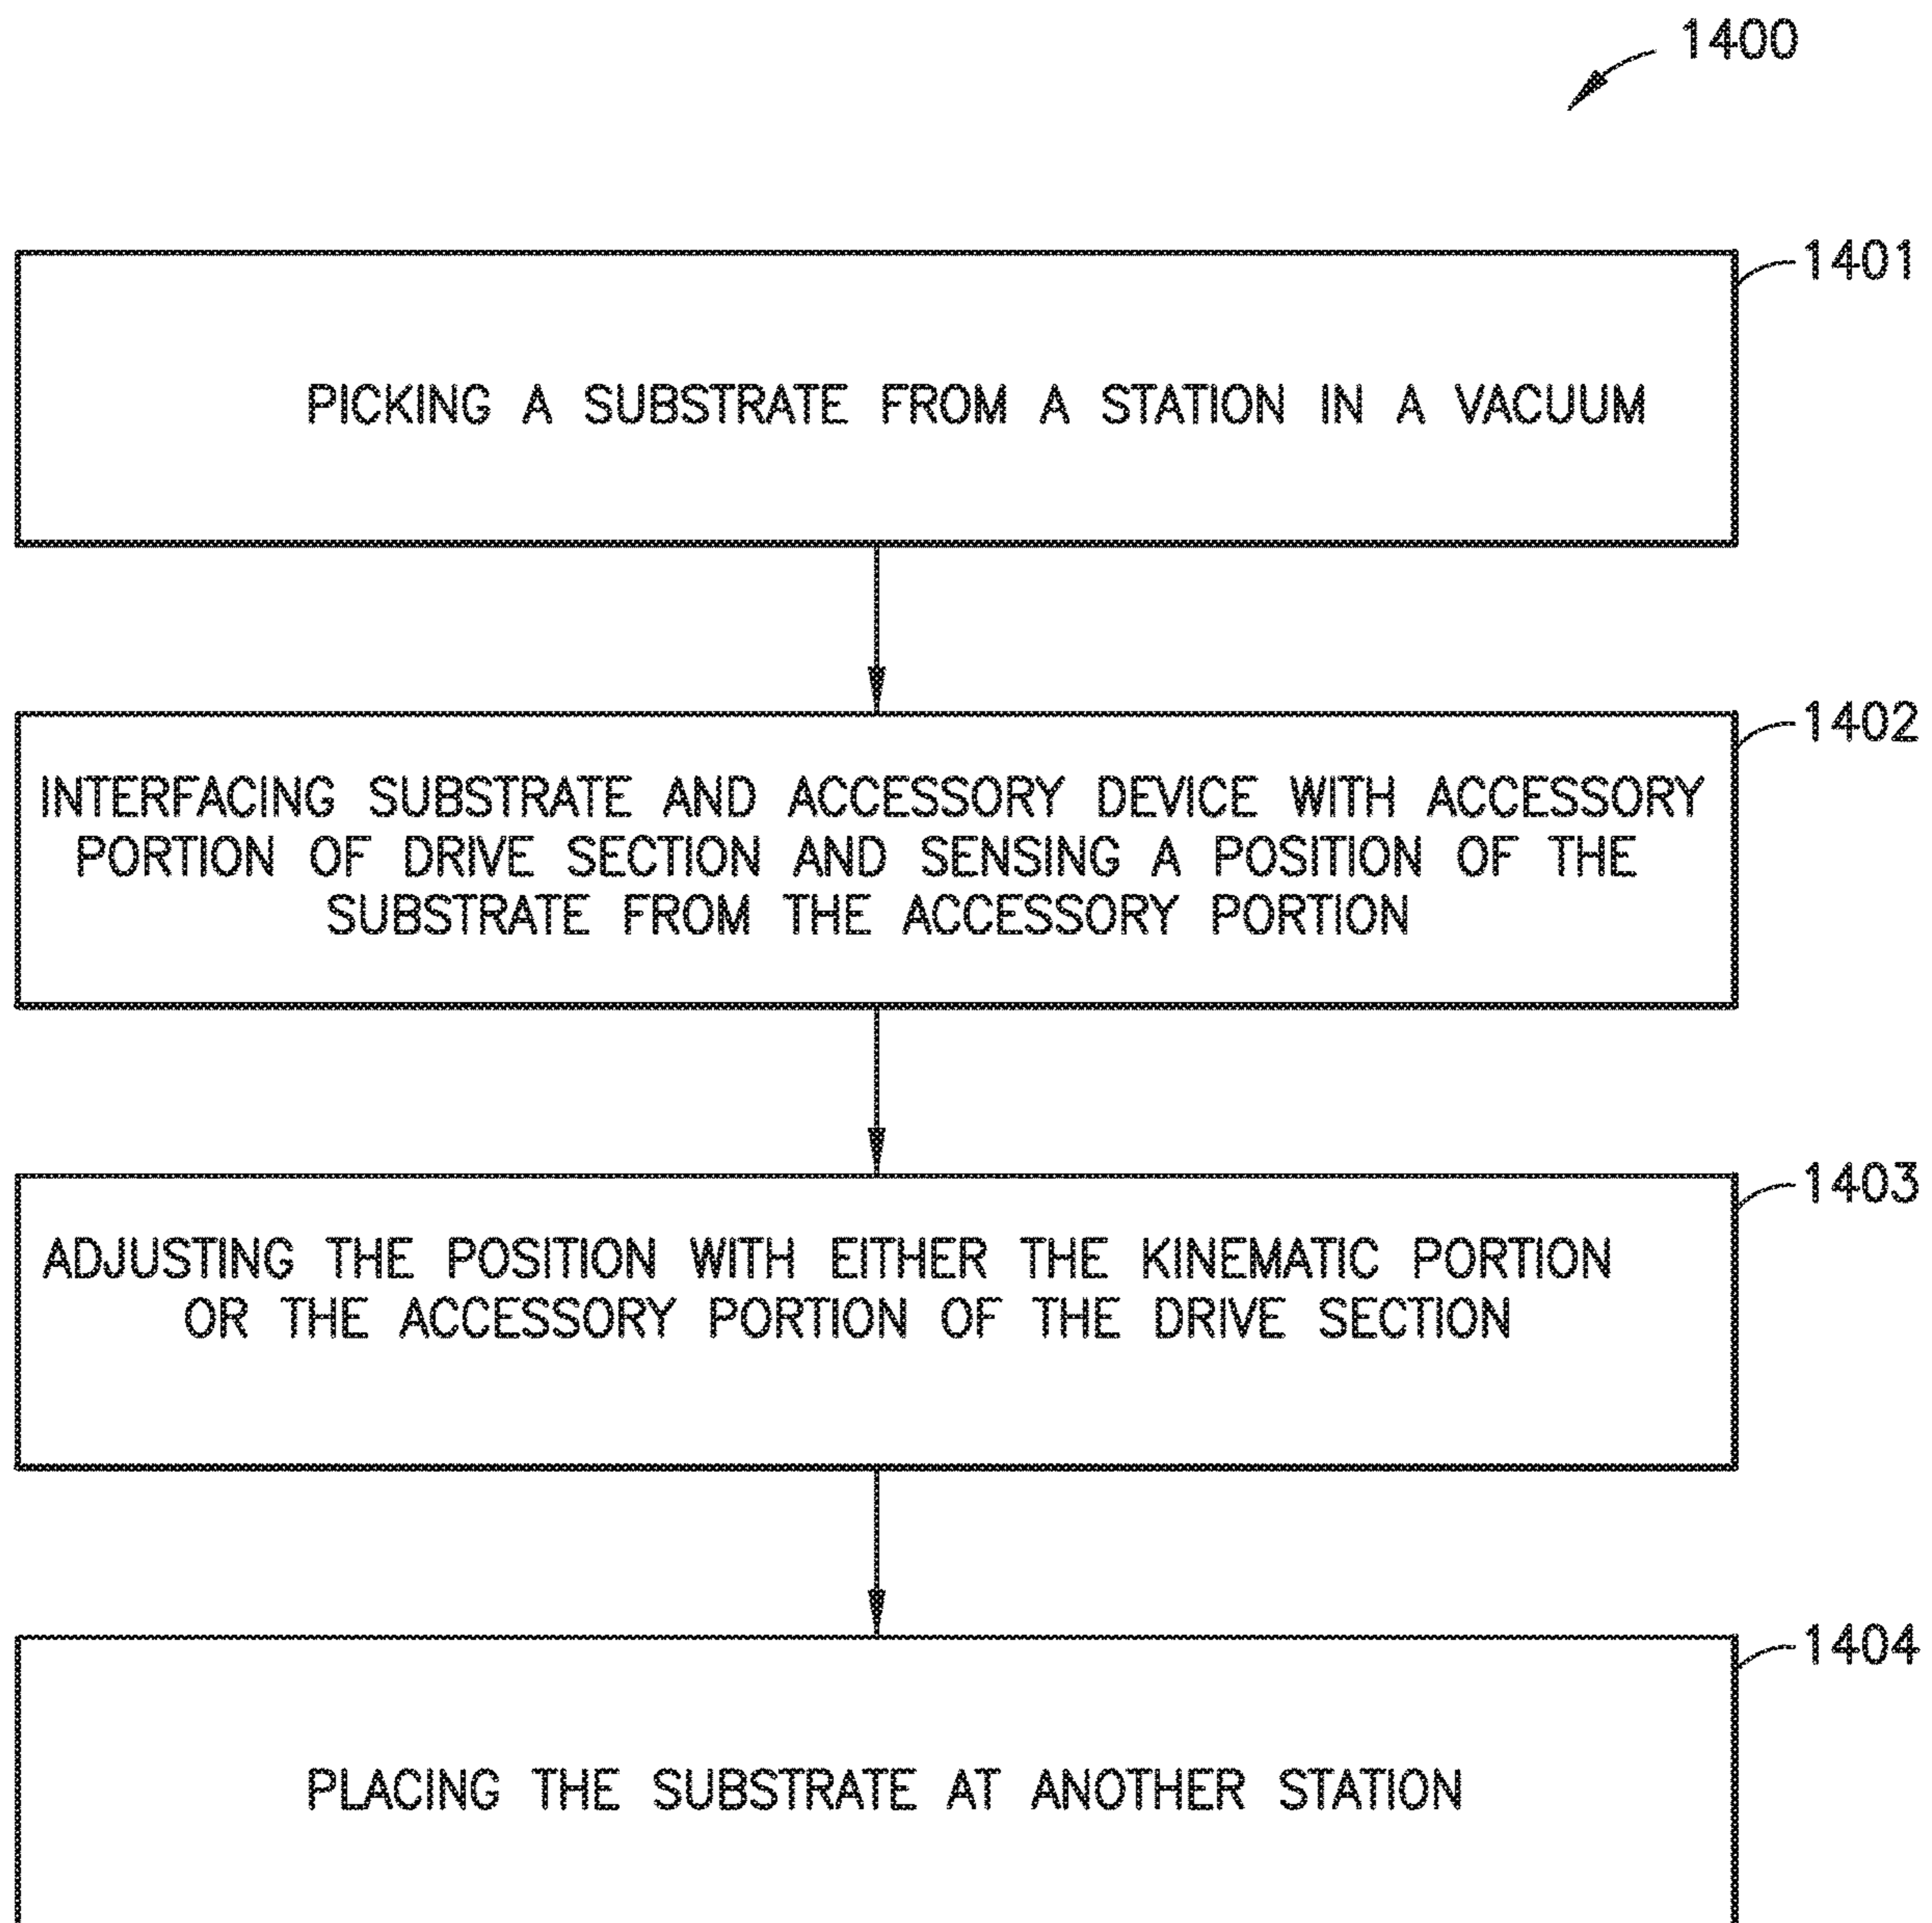 1400
1401
PICKING A SUBSTRATE FROM A STATION IN A VACUUM
1402
INTERFACING SUBSTRATE AND ACCESSORY DEVICE WITH ACCESSORY
PORTION OF DRIVE SECTION AND SENSING A POSITION OF THE
SUBSTRATE FROM THE ACCESSORY PORTION
1403
ADJUSTING THE POSITION WITH EITHER THE KINEMATIC PORTION
OR THE ACCESSORY PORTION OF THE DRIVE SECTION
1404
PLACING THE SUBSTRATE AT ANOTHER STATION